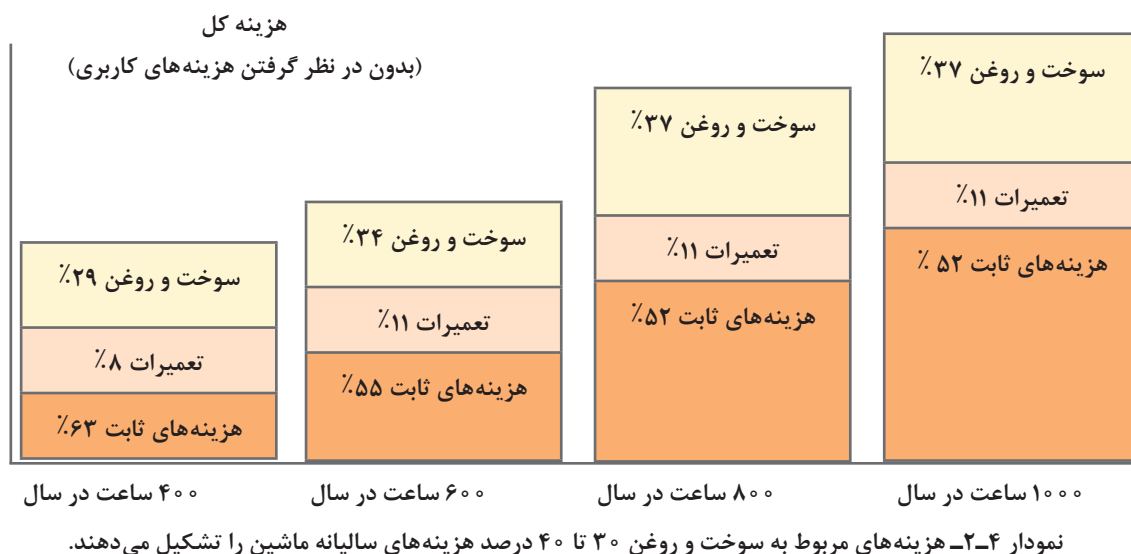 هزینه کل
(بدون در نظر گرفتن هزینه‌های کاربری)
سوخت و روغن ۳۷٪
تعمیرات ۱۱٪
هزینه‌های ثابت ۵۲ ٪
سوخت و روغن ۳۷٪
تعمیرات ۱۱٪
هزینه‌های ثابت ۵۲٪
سوخت و روغن ۳۴٪
تعمیرات ۱۱٪
هزینه‌های ثابت ۵۵٪
سوخت و روغن ۲۹٪
تعمیرات ۸٪
هزینه‌های ثابت ۶۳٪
۱۰۰۰ ساعت در سال
۸۰۰ ساعت در سال
۶۰۰ ساعت در سال
۴۰۰ ساعت در سال
نمودار ۴ـ۲ـ هزینه‌های مربوط به سوخت و روغن ۳۰ تا ۴۰ درصد هزینه‌های سالیانه ماشین را تشکیل می‌دهند.